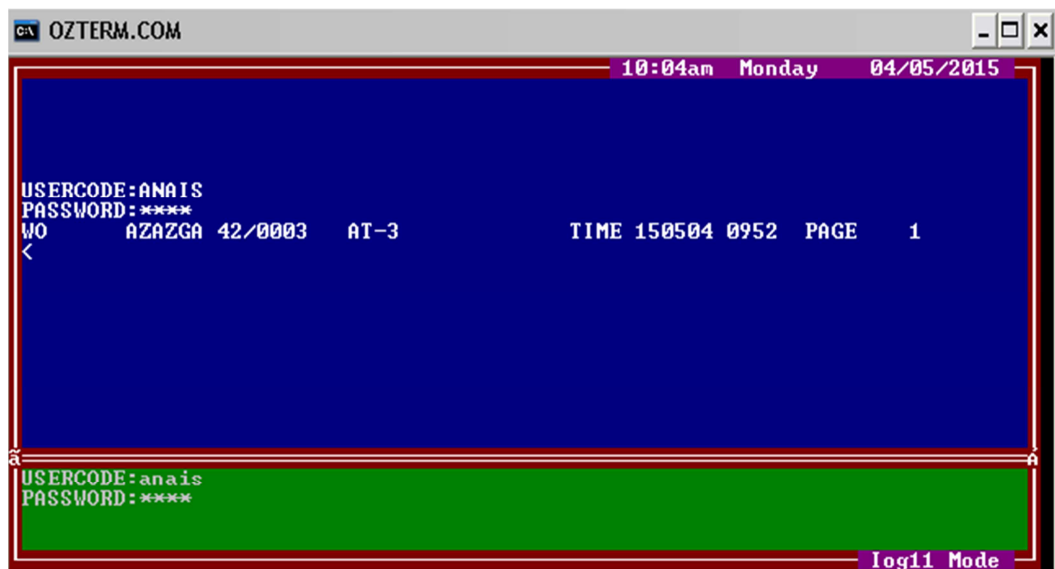 OZTERM.COM
10:04am Monday 04/05/2015
USERCODE:ANAIS
PASSWORD:****
WO AZAZGA 42/0003 AT-3 TIME 150504 0952 PAGE 1
<
USERCODE:anais
PASSWORD:****
Iog11 Mode